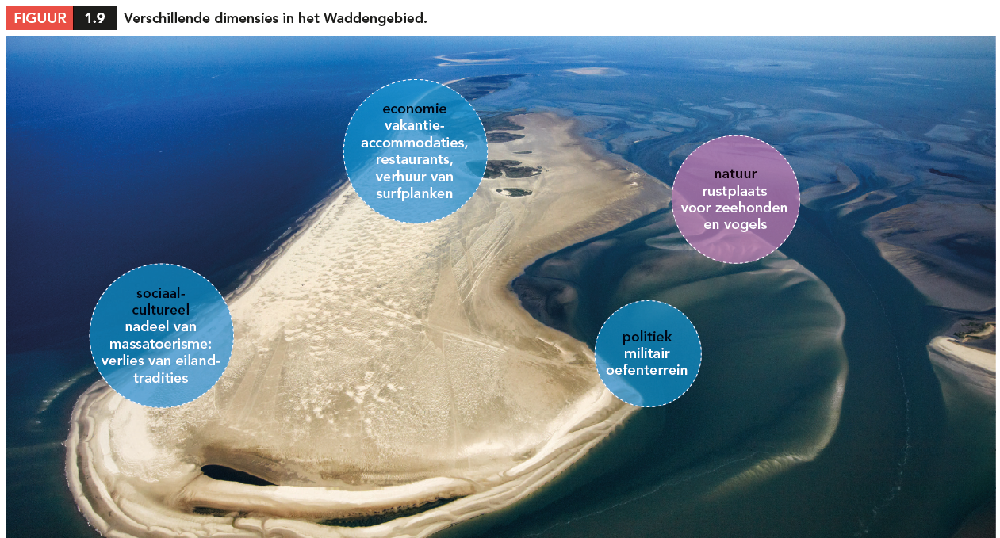 FIGUUR 1.9 Verschillende dimensies in het Waddengebied.
economie
vakantie-
accommodaties,
restaurants,
verhuur van
surfplanken
natuur
rustplaats
voor zeehonden
en vogels
sociaal-
cultureel
nadeel van
massatoerisme:
verlies van eiland-
tradities
politiek
militair
oefenterrein